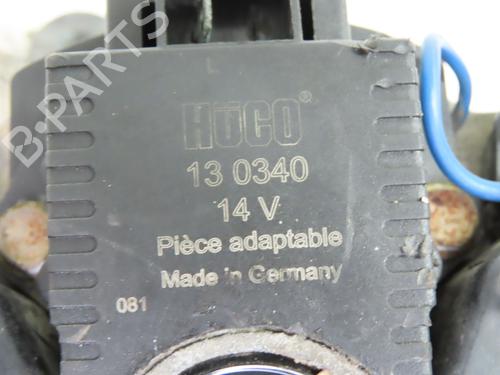 HÜCO®
13 0340
14 V
Pièce adaptable
Made in Germany
081
B-PARTS